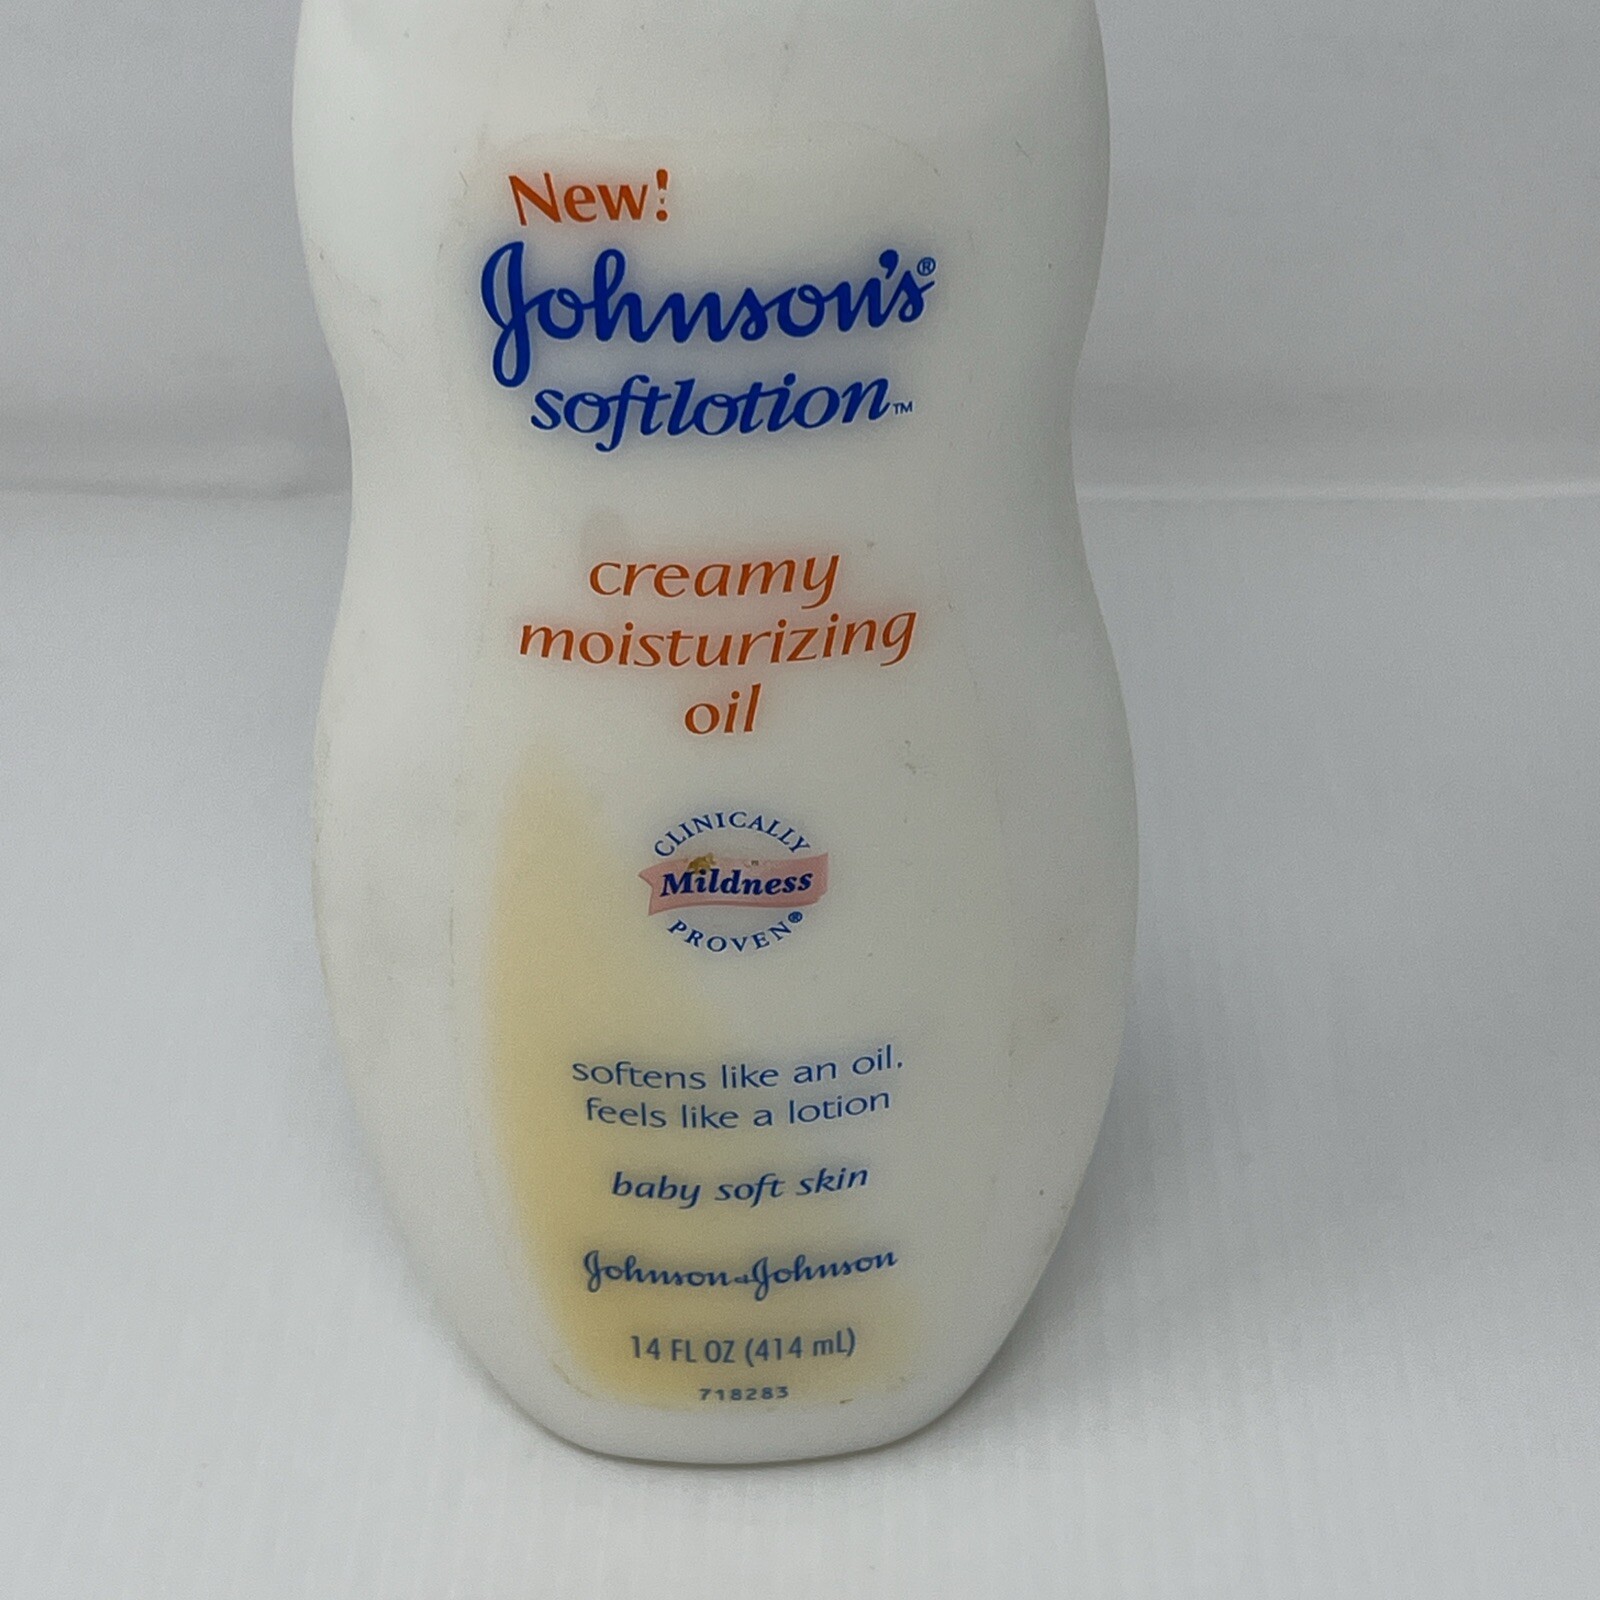 New!
Johnson's®
softlotion™
creamy
moisturizing
oil
CLINICALLY
Mildness
PROVEN®
softens like an oil,
feels like a lotion
baby soft skin
Johnson & Johnson
14 FL OZ (414 mL)
718283